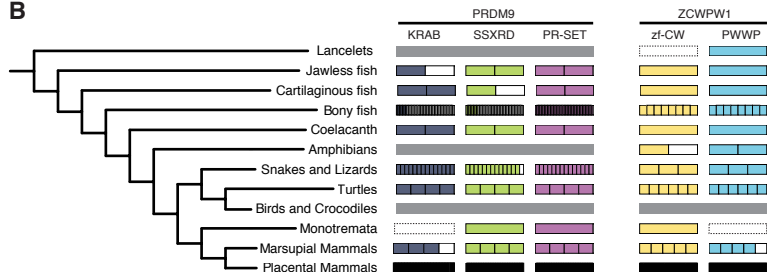 B
PRDM9 ZCWPW1
KRAB SSXRD PR-SET zf-CW PWWP
Lancelets
Jawless fish
Cartilaginous fish
Bony fish
Coelacanth
Amphibians
Snakes and Lizards
Turtles
Birds and Crocodiles
Monotremata
Marsupial Mammals
Placental Mammals